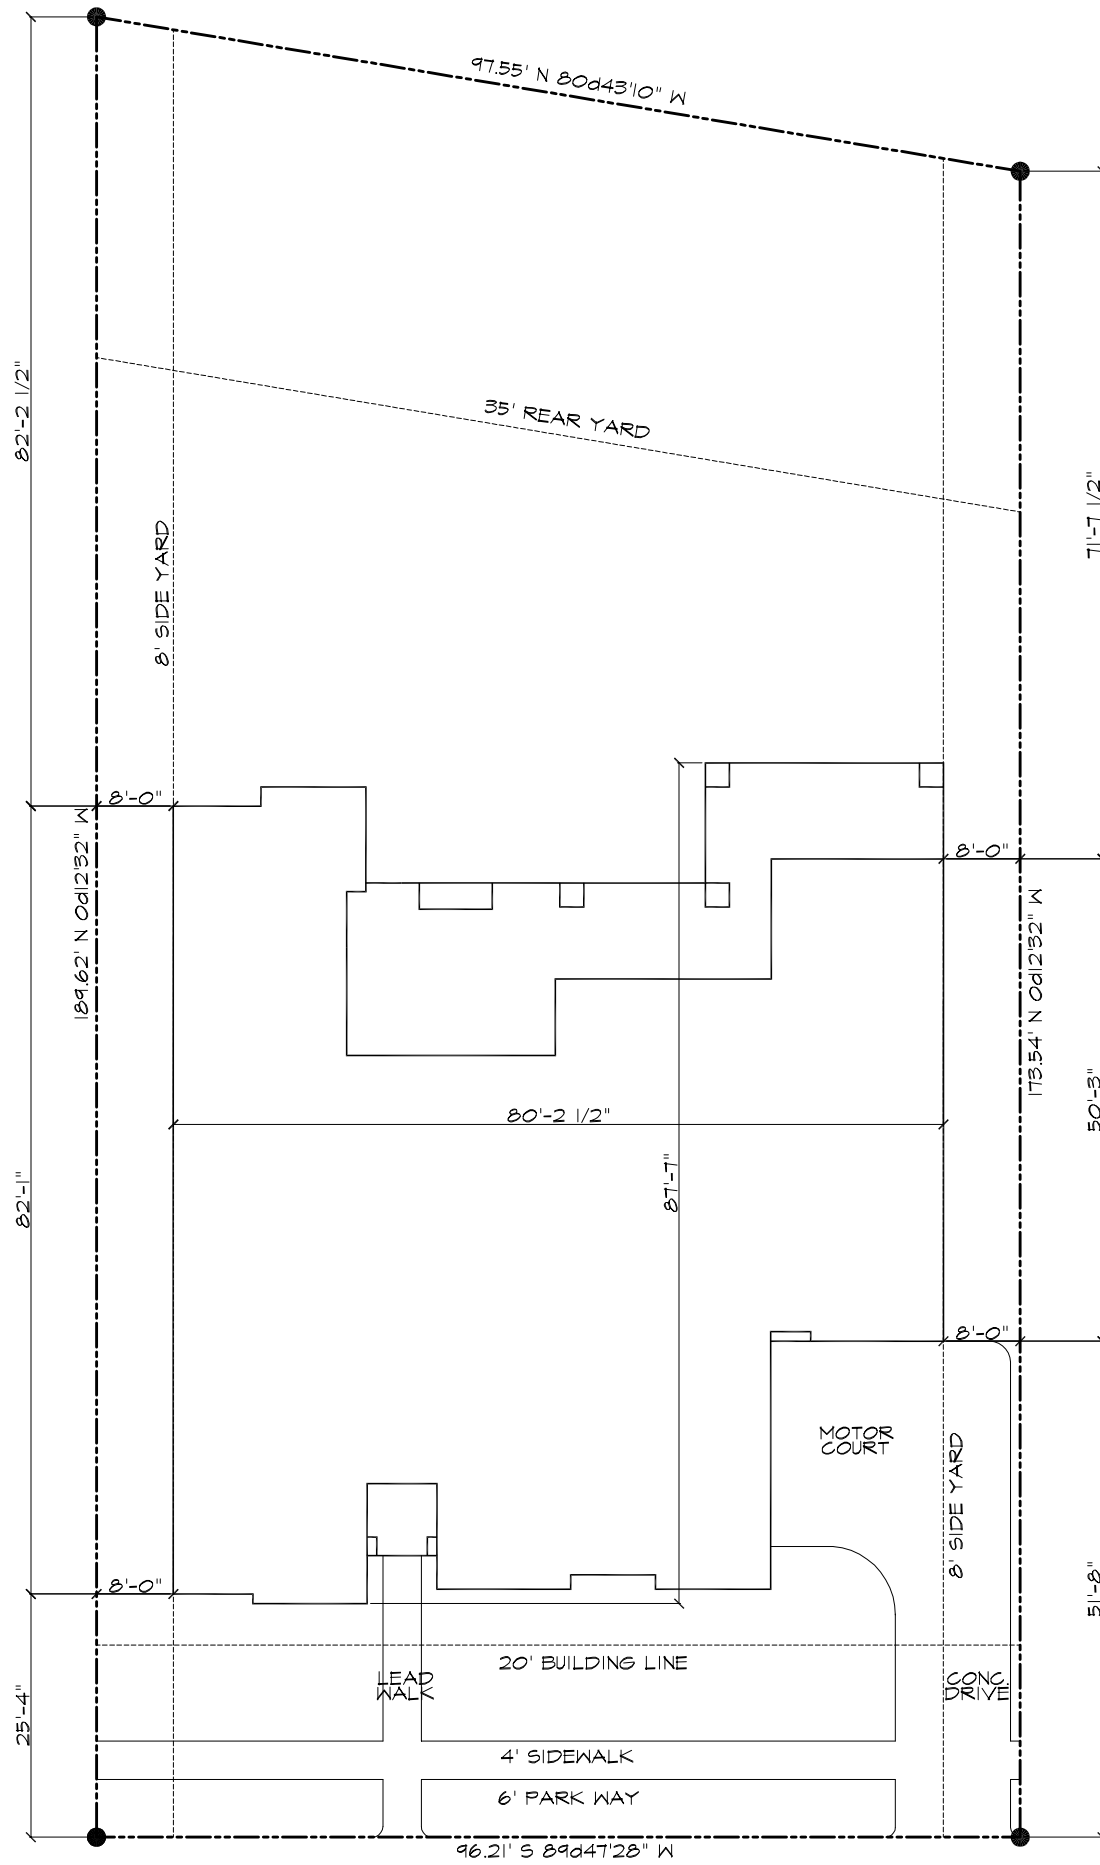 97.55' N 80d43'10" W
82'-2 1/2"
35' REAR YARD
71'-7 1/2"
8' SIDE YARD
8'-0"
8'-0"
189.62' N 0d12'32" W
173.54' N 0d12'32" W
80'-2 1/2"
50'-3"
87'-7"
82'-1"
8'-0"
MOTOR
COURT
8' SIDE YARD
8'-0"
51'-8"
20' BUILDING LINE
LEAD
WALK
CONC.
DRIVE
25'-4"
4' SIDEWALK
6' PARK WAY
96.21' S 89d47'28" W